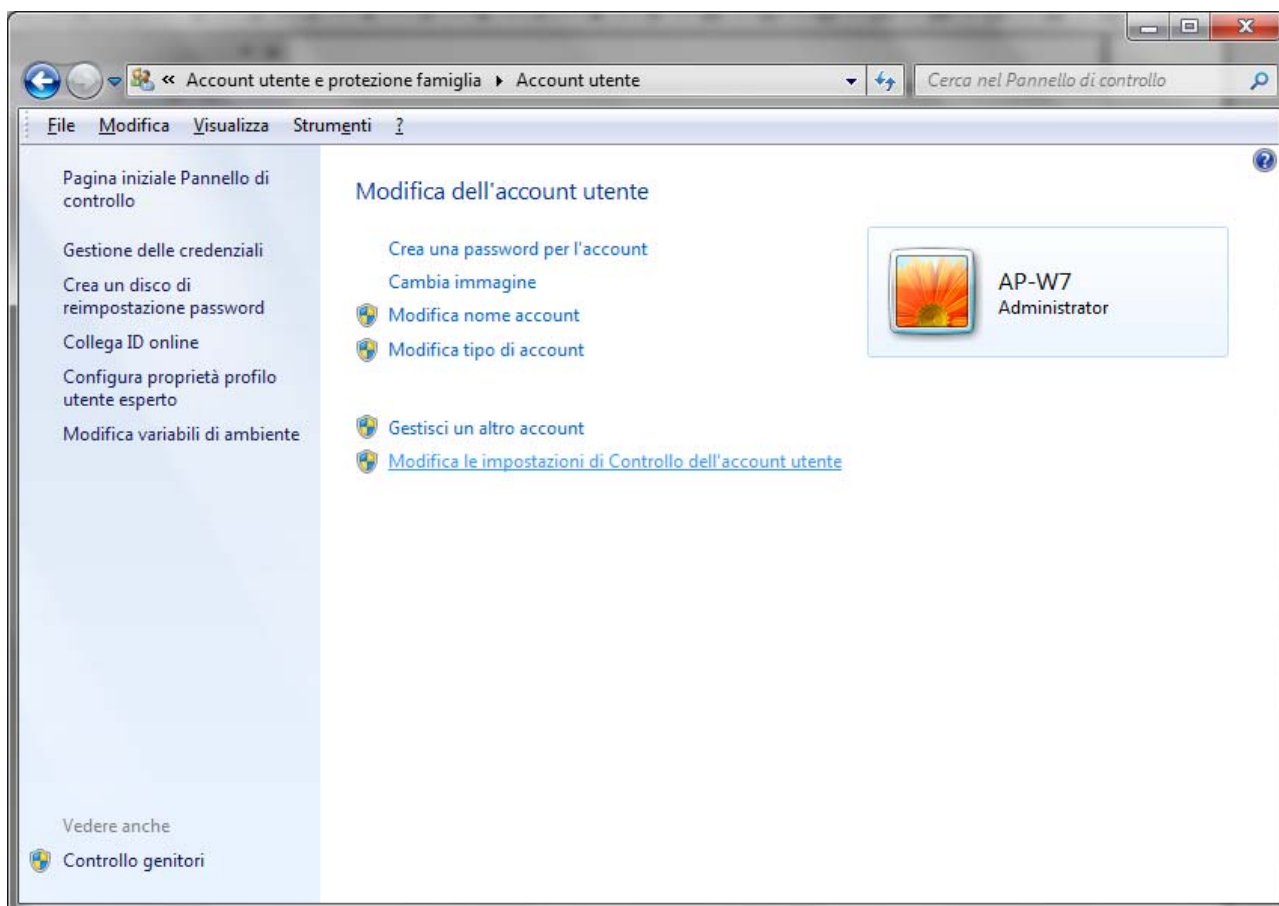 « Account utente e protezione famiglia Account utente
Cerca nel Pannello di controllo
File Modifica Visualizza Strumenti ?
Pagina iniziale Pannello di
controllo
Gestione delle credenziali
Crea un disco di
reimpostazione password
Collega ID online
Configura proprietà profilo
utente esperto
Modifica variabili di ambiente
Vedere anche
Controllo genitori
Modifica dell'account utente
Crea una password per l'account
Cambia immagine
Modifica nome account
Modifica tipo di account
Gestisci un altro account
Modifica le impostazioni di Controllo dell'account utente
AP-W7
Administrator